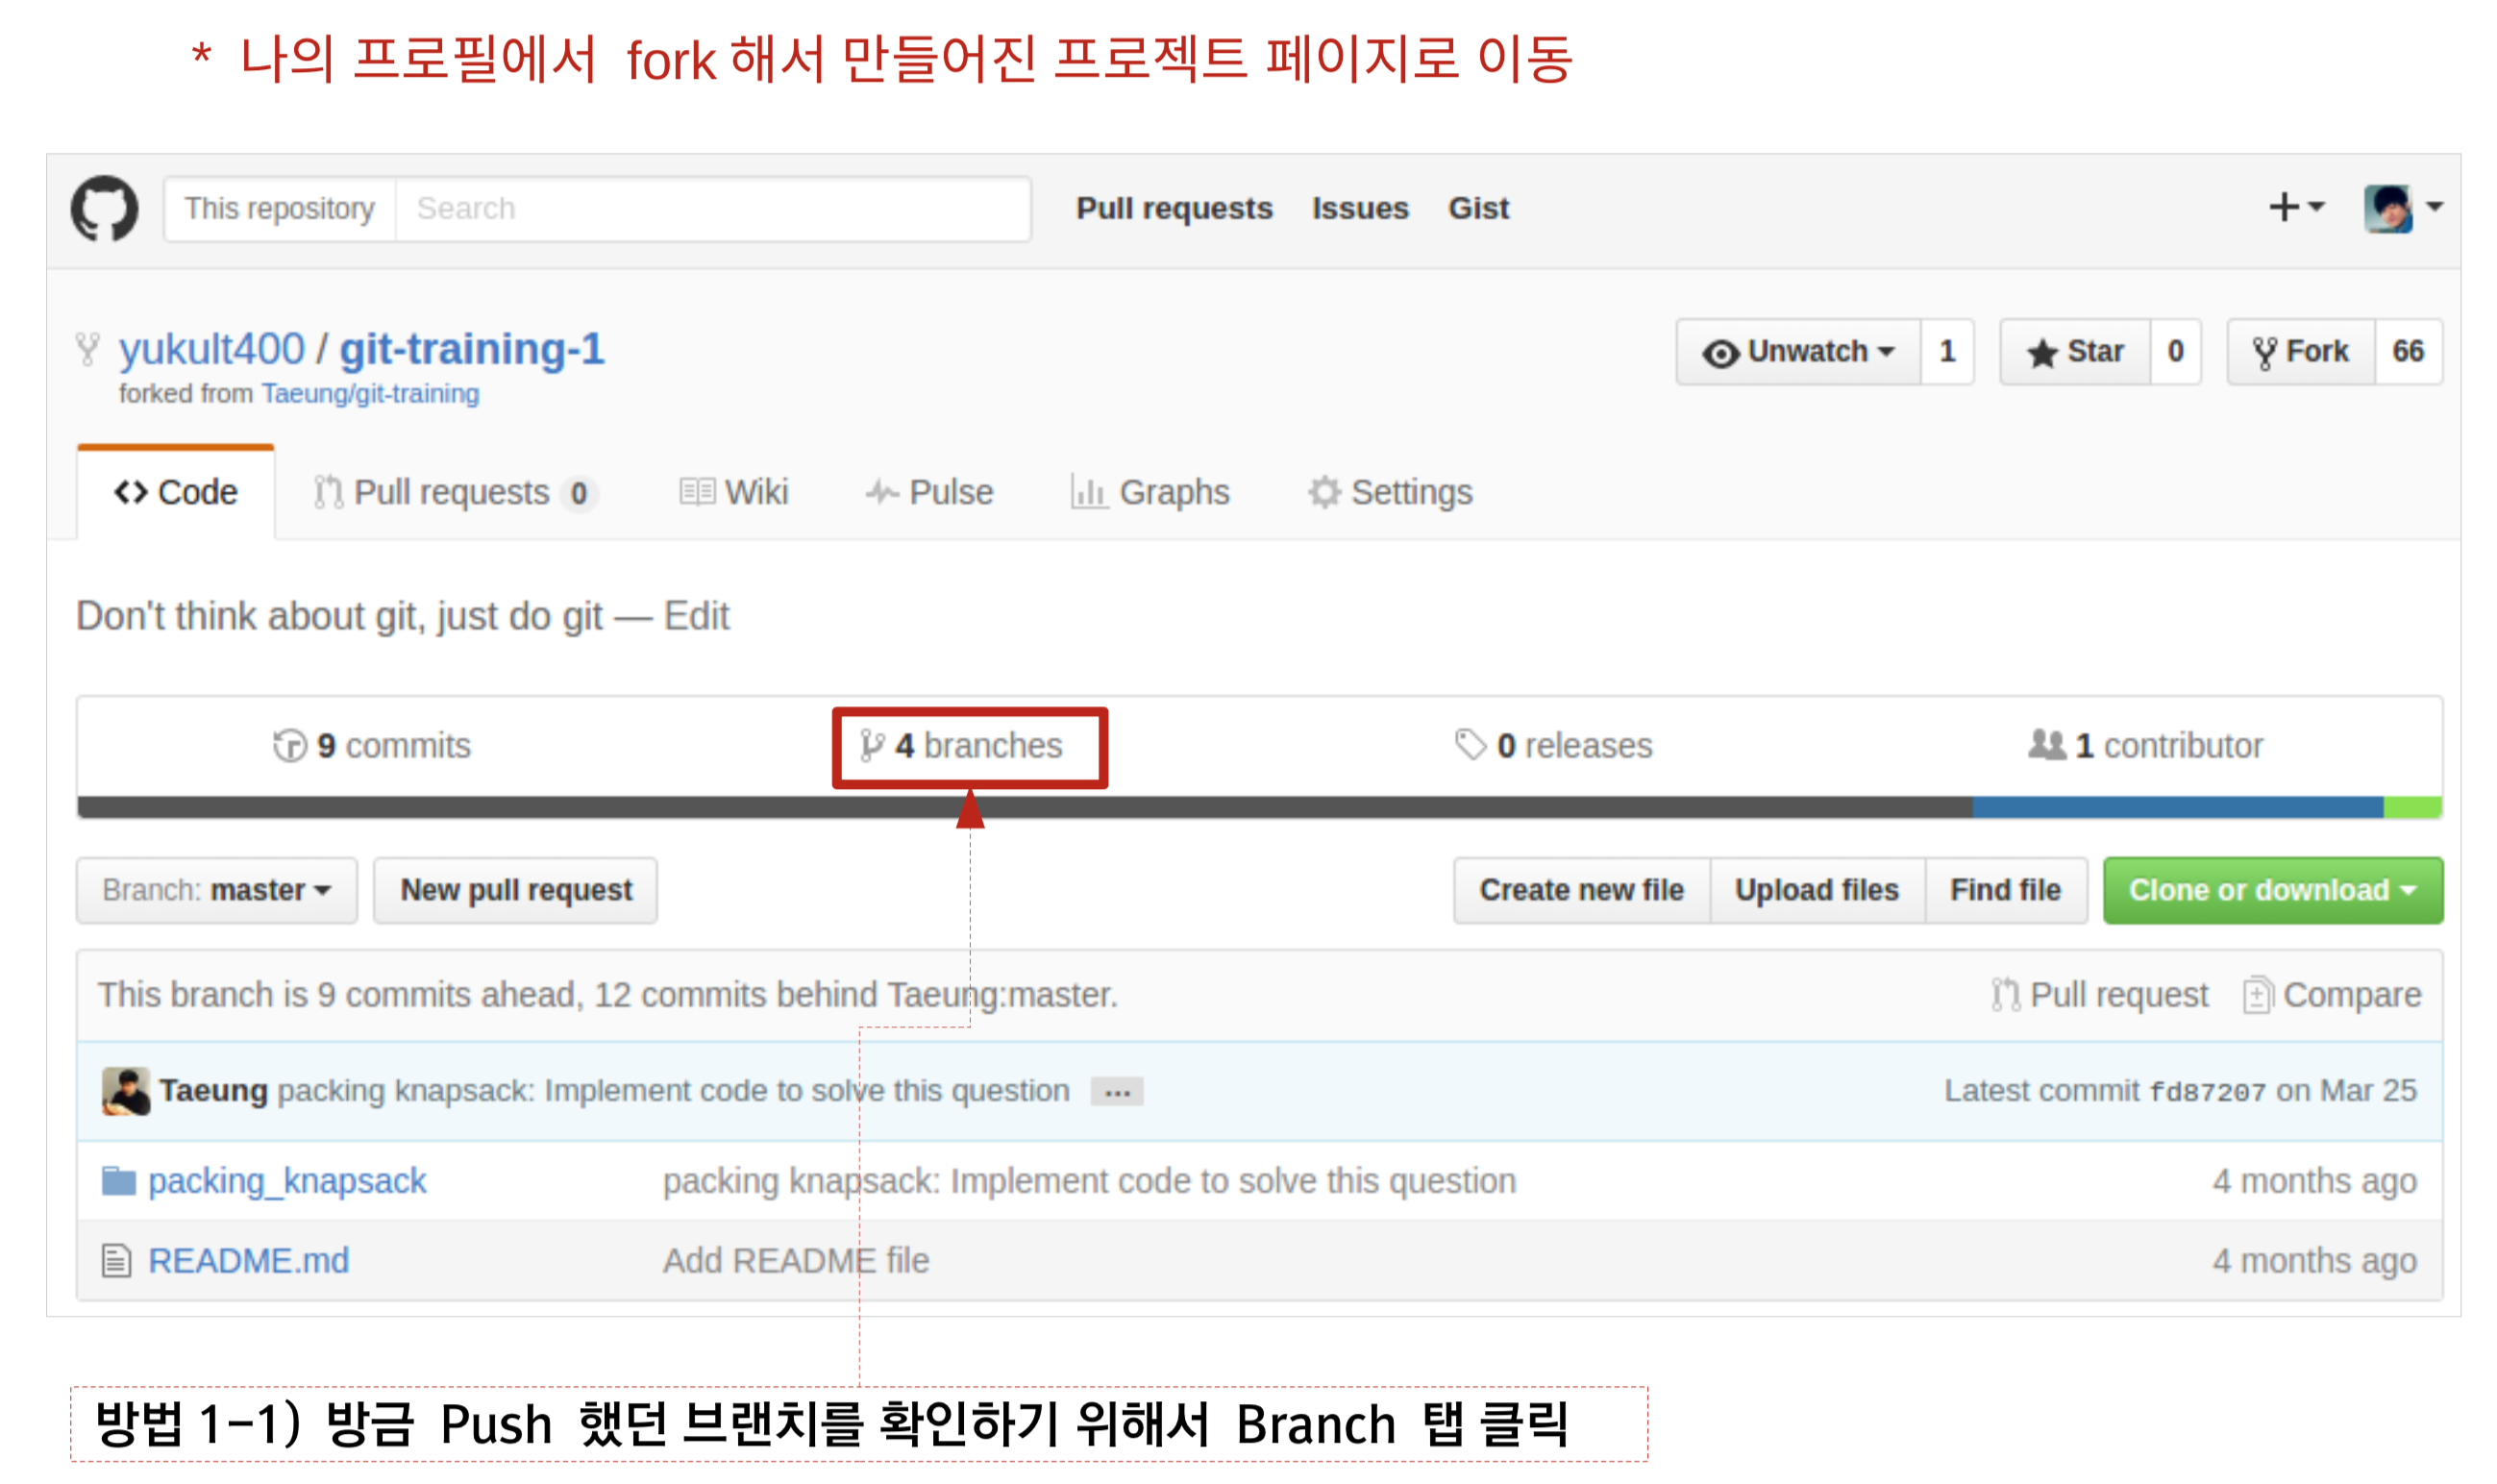 * 나의 프로필에서 fork 해서 만들어진 프로젝트 페이지로 이동
This repository Search Pull requests Issues Gist
yukult400 / git-training-1 Unwatch 1 Star 0 Fork 66
forked from Taeung/git-training
Code Pull requests 0 Wiki Pulse Graphs Settings
Don't think about git, just do git — Edit
9 commits 4 branches 0 releases 1 contributor
Branch: master New pull request Create new file Upload files Find file Clone or download
This branch is 9 commits ahead, 12 commits behind Taeung:master. Pull request Compare
Taeung packing knapsack: Implement code to solve this question ... Latest commit fd87207 on Mar 25
packing_knapsack packing knapsack: Implement code to solve this question 4 months ago
README.md Add README file 4 months ago
방법 1-1) 방금 Push 했던 브랜치를 확인하기 위해서 Branch 탭 클릭